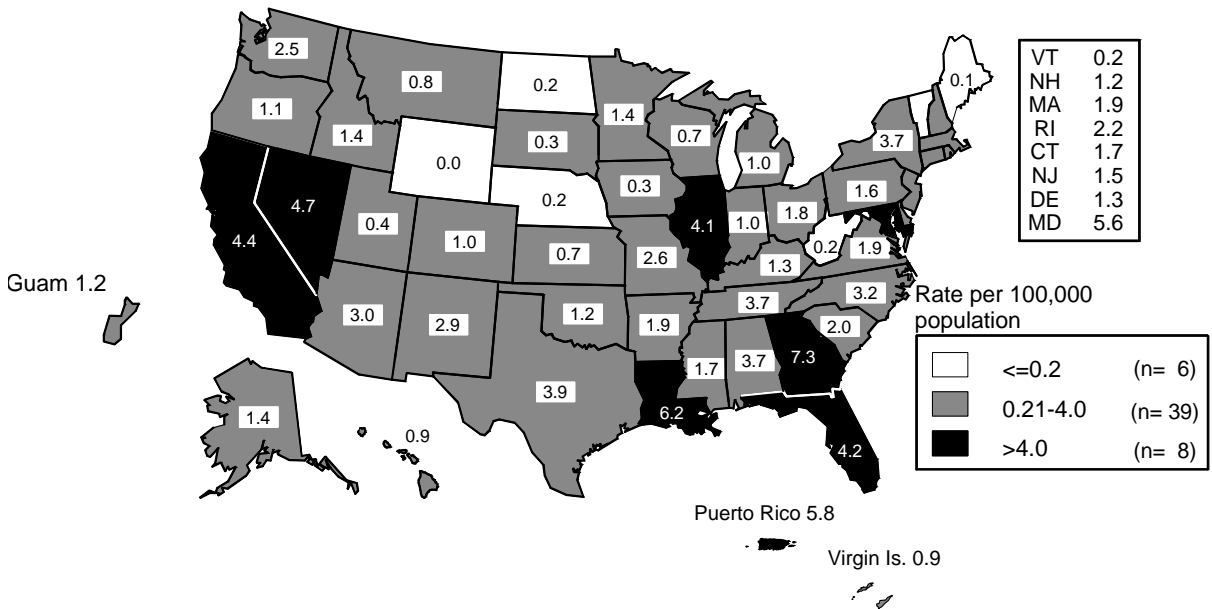 2.5
0.8
0.2
1.1
1.4
0.0
0.3
1.4
0.7
1.0
0.1
3.7
0.2
0.3
4.7
4.4
0.4
1.0
0.7
2.6
4.1
1.0
1.8
1.6
0.2
1.9
1.3
3.0
2.9
1.2
1.9
3.7
3.2
2.0
3.9
6.2
1.7
3.7
7.3
4.2
1.4
0.9
Guam 1.2
Puerto Rico 5.8
Virgin Is. 0.9
VT 0.2
NH 1.2
MA 1.9
RI 2.2
CT 1.7
NJ 1.5
DE 1.3
MD 5.6
Rate per 100,000
population
<=0.2 (n= 6)
0.21-4.0 (n= 39)
>4.0 (n= 8)